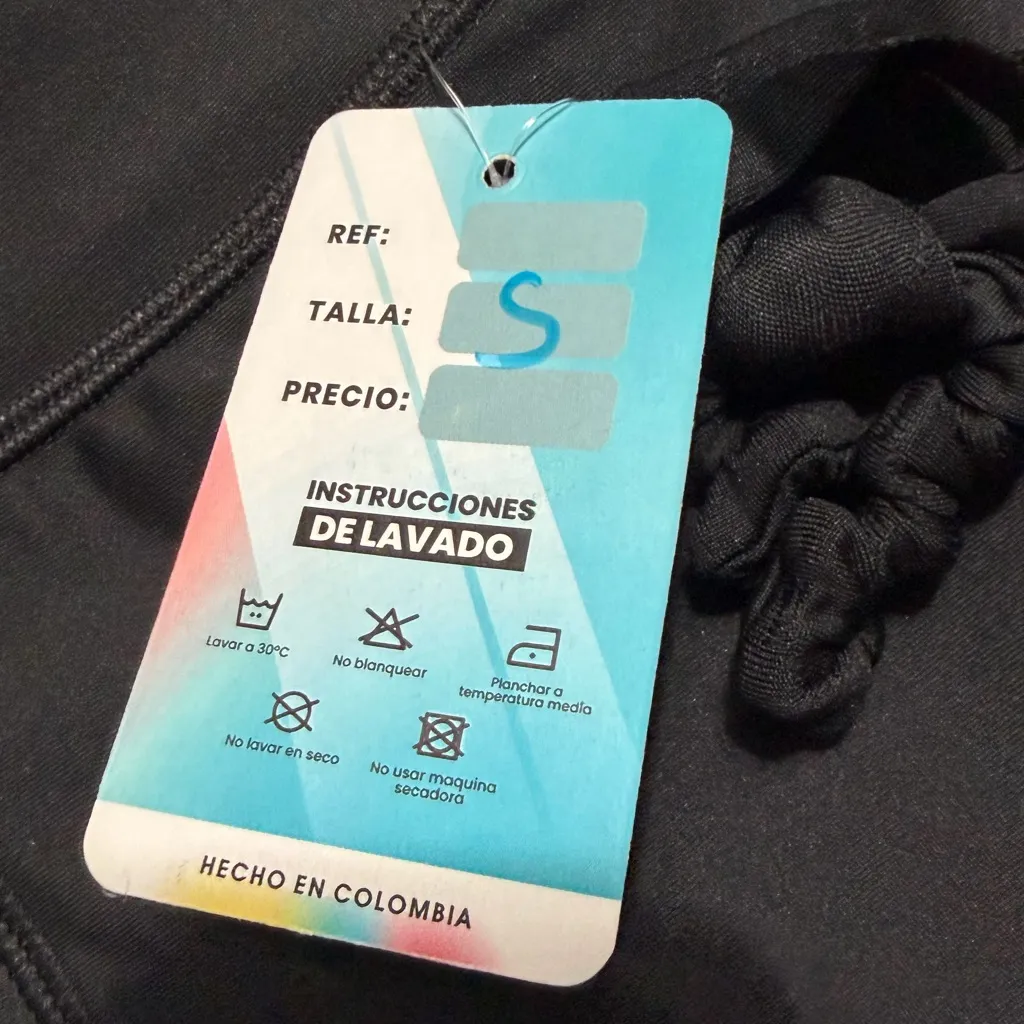 REF:
TALLA: S
PRECIO:
INSTRUCCIONES
DE LAVADO
Lavar a 30ºC
No blanquear
Planchar a
temperatura media
No lavar en seco
No usar maquina
secadora
HECHO EN COLOMBIA